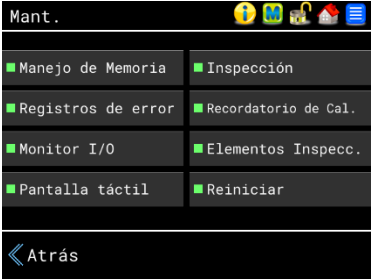 Mant.
Manejo de Memoria
Inspección
Registros de error
Recordatorio de Cal.
Monitor I/O
Elementos Inspecc.
Pantalla táctil
Reiniciar
Atrás